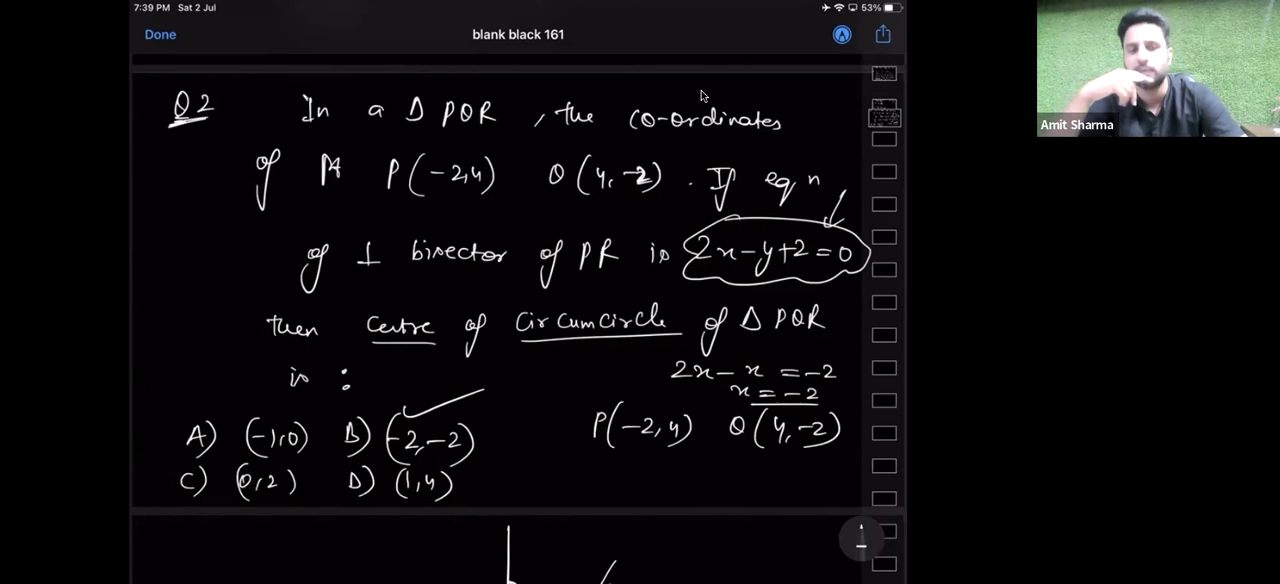 7:39 PM Sat 2 Jul
53%
Done
blank black 161
Q2 In a Δ PQR, the co-ordinates
of P(-2,4) Q(4,-2). If eqn
of ⊥ bisector of PR is 2x-y+2=0
then Centre of Circumcircle of Δ PQR
is :
2x-x=-2
x=-2
A) (-1,0) B) (-2,-2)
P(-2,4) Q(4,-2)
C) (0,2) D) (1,4)
Amit Sharma